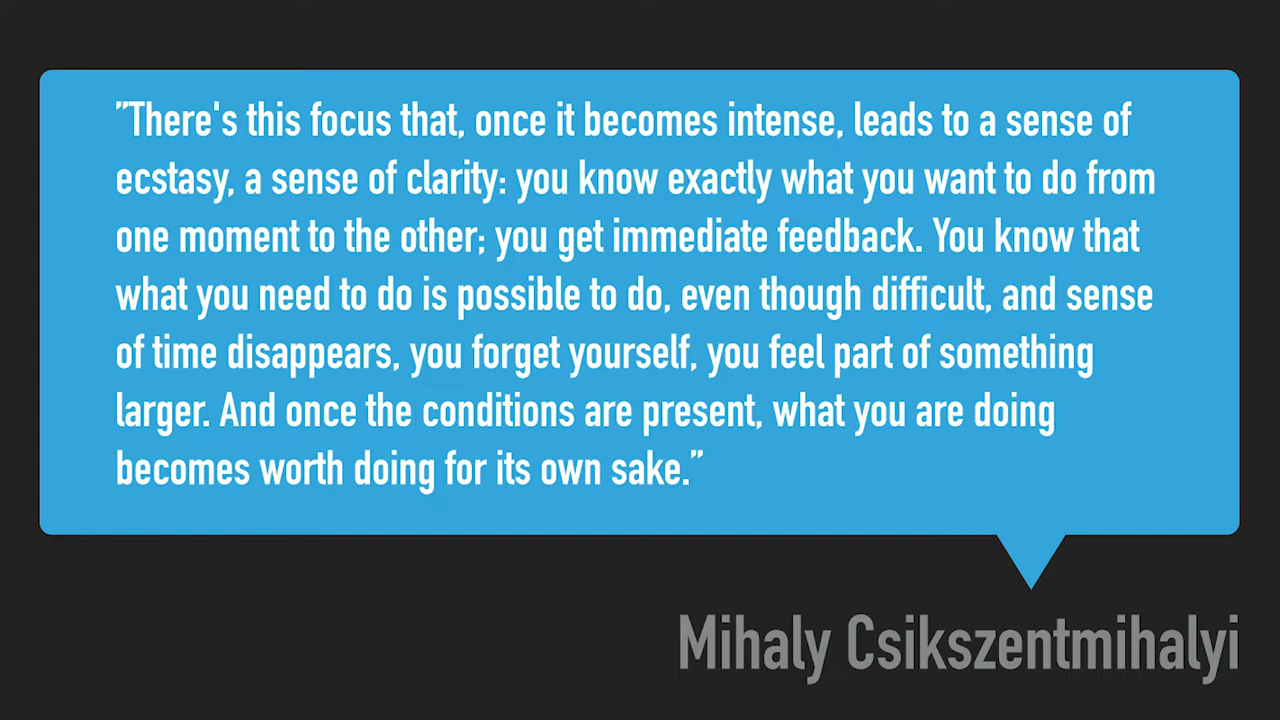 "There's this focus that, once it becomes intense, leads to a sense of
ecstasy, a sense of clarity: you know exactly what you want to do from
one moment to the other; you get immediate feedback. You know that
what you need to do is possible to do, even though difficult, and sense
of time disappears, you forget yourself, you feel part of something
larger. And once the conditions are present, what you are doing
becomes worth doing for its own sake.”
Mihaly Csikszentmihalyi